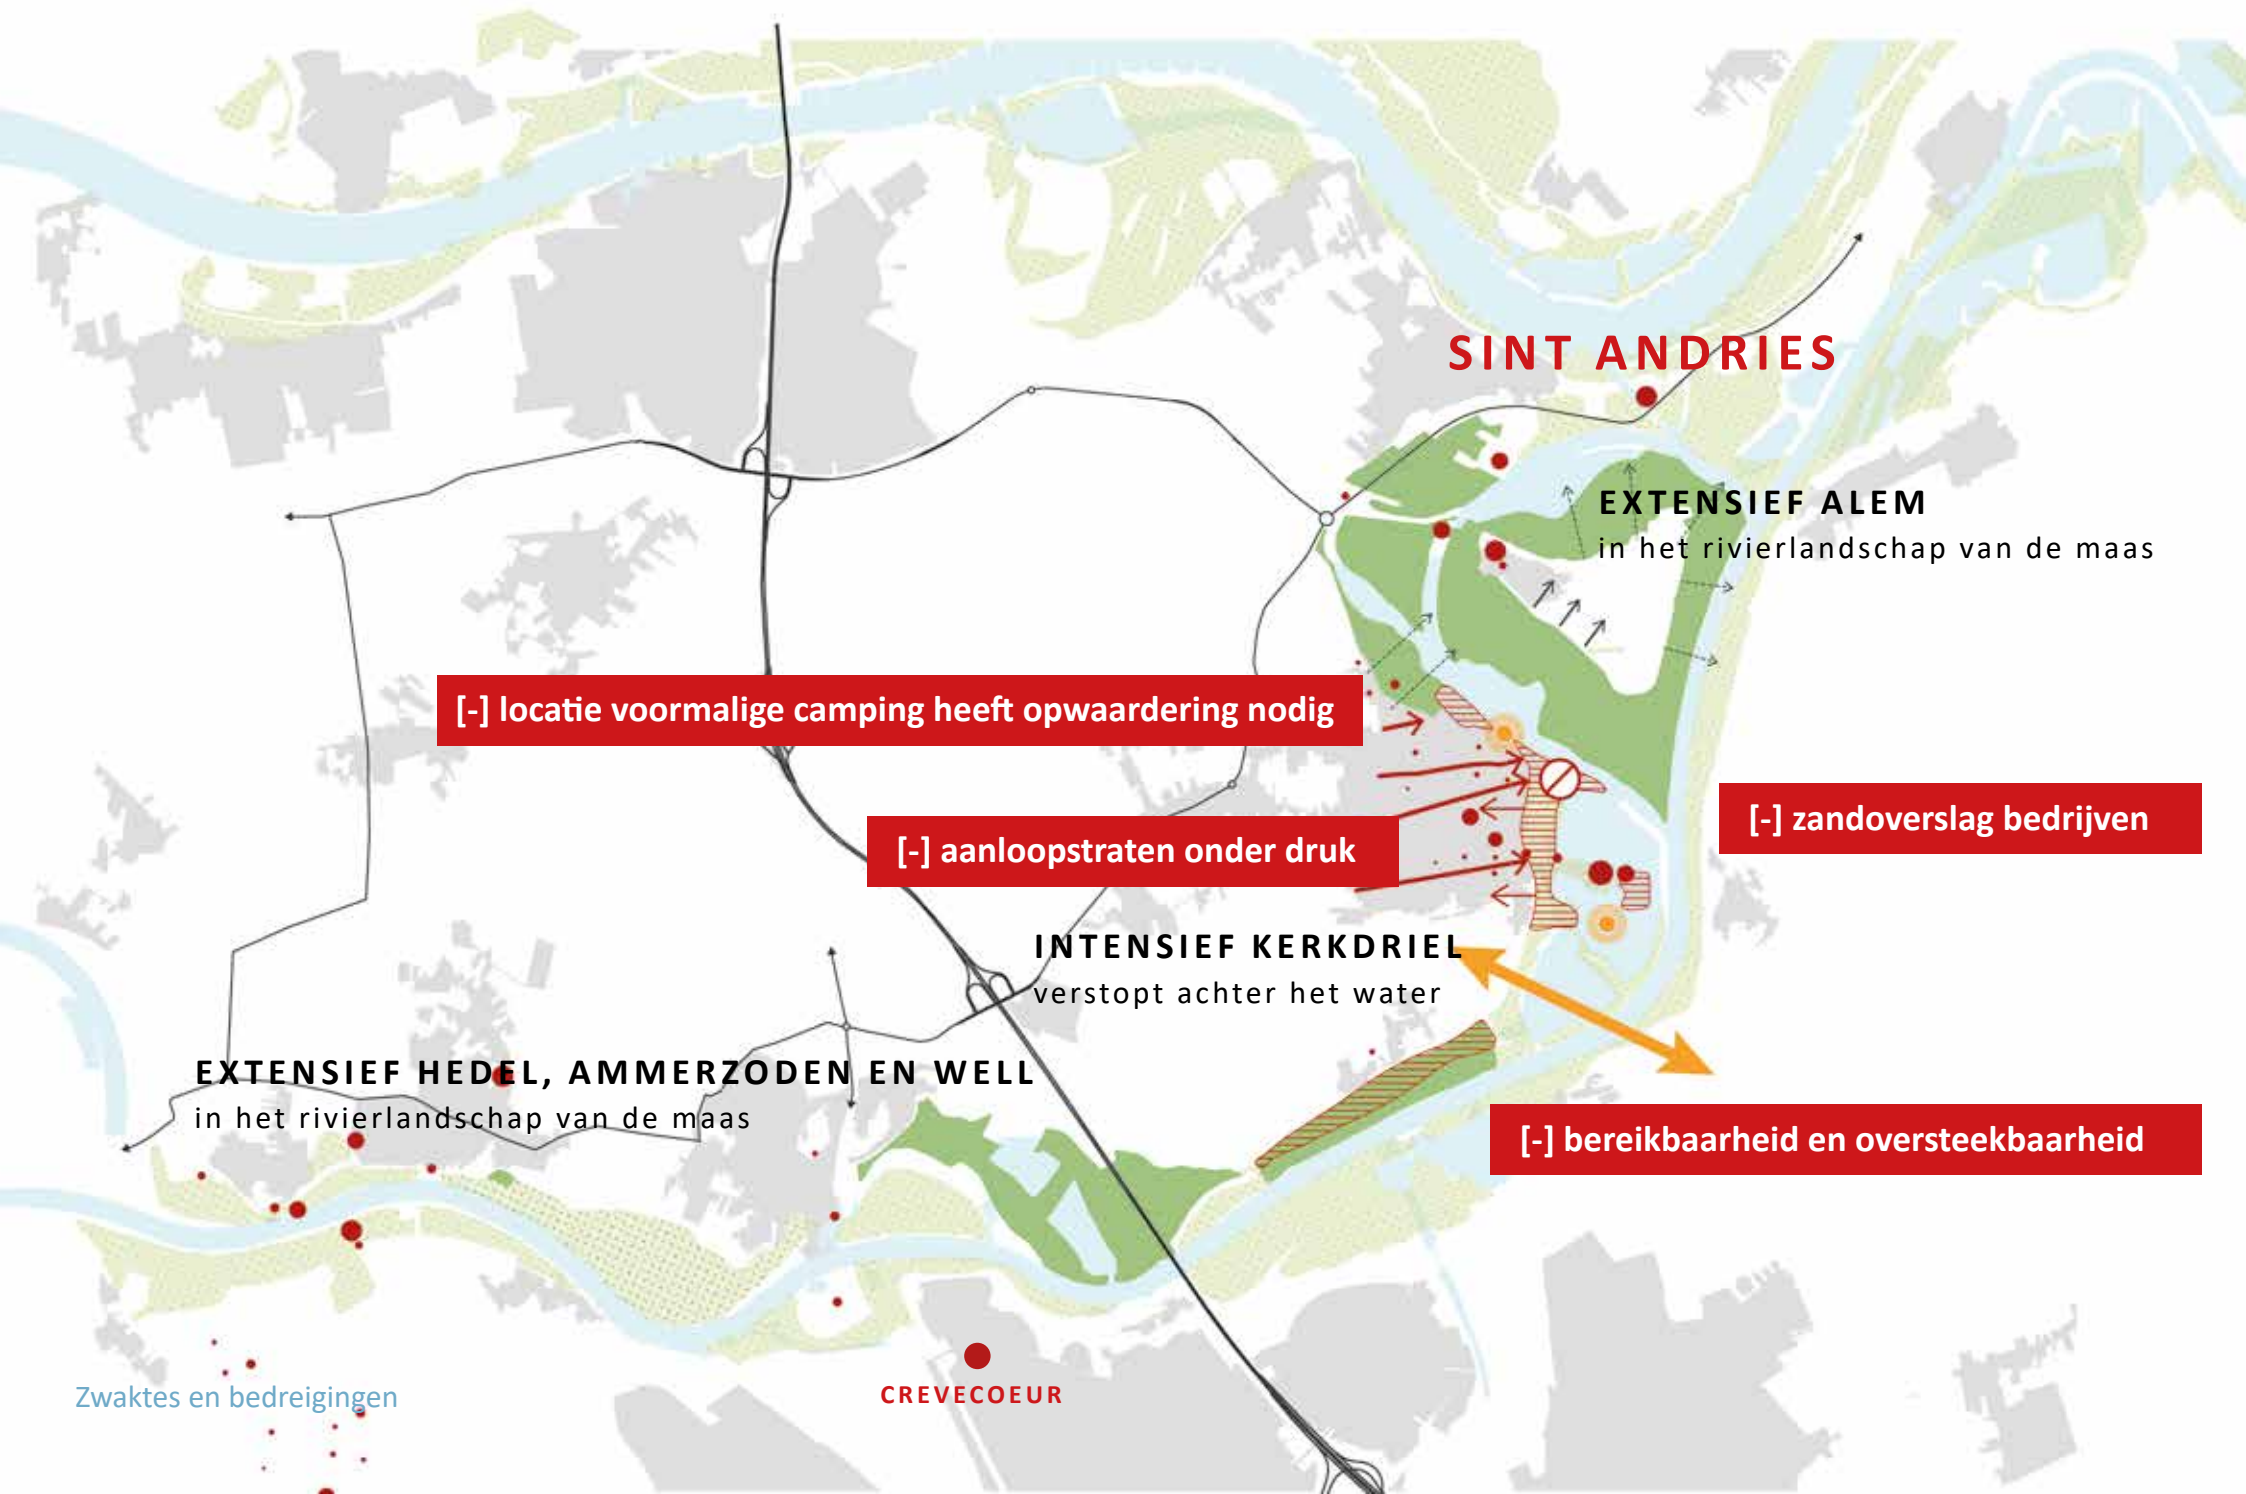 SINT ANDRIES
EXTENSIEF ALEM
in het rivierlandschap van de maas
[-] locatie voormalige camping heeft opwaardering nodig
[-] zandoverslag bedrijven
[-] aanloopstraten onder druk
INTENSIEF KERKDRIEL
verstopt achter het water
EXTENSIEF HEDEL, AMMERZODEN EN WELL
in het rivierlandschap van de maas
[-] bereikbaarheid en oversteekbaarheid
Zwaktes en bedreigingen
CREVECOEUR